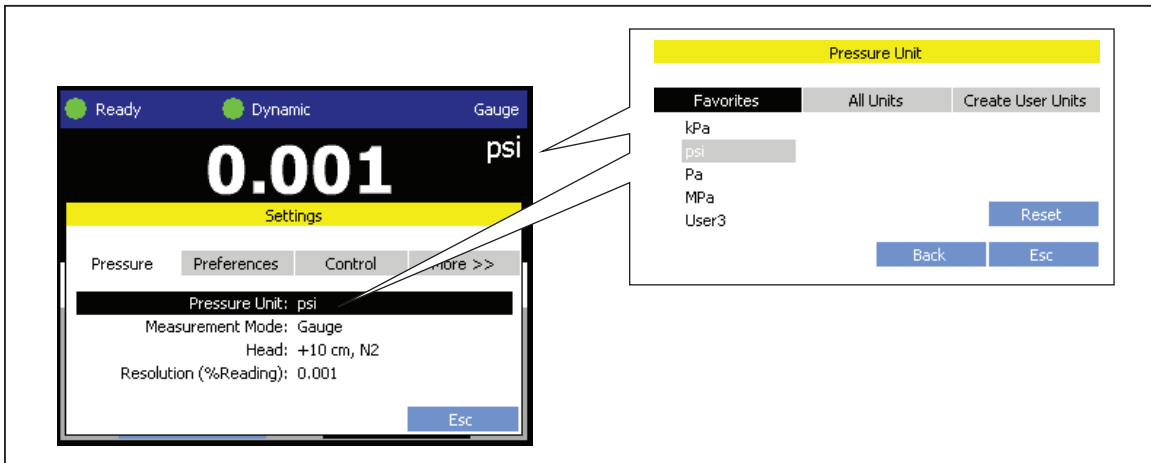 Ready Dynamic Gauge
0.001 psi
Settings
Pressure Preferences Control More >>
Pressure Unit: psi
Measurement Mode: Gauge
Head: +10 cm, N2
Resolution (%Reading): 0.001
Esc
Pressure Unit
Favorites All Units Create User Units
kPa
psi
Pa
MPa
User3
Reset
Back Esc